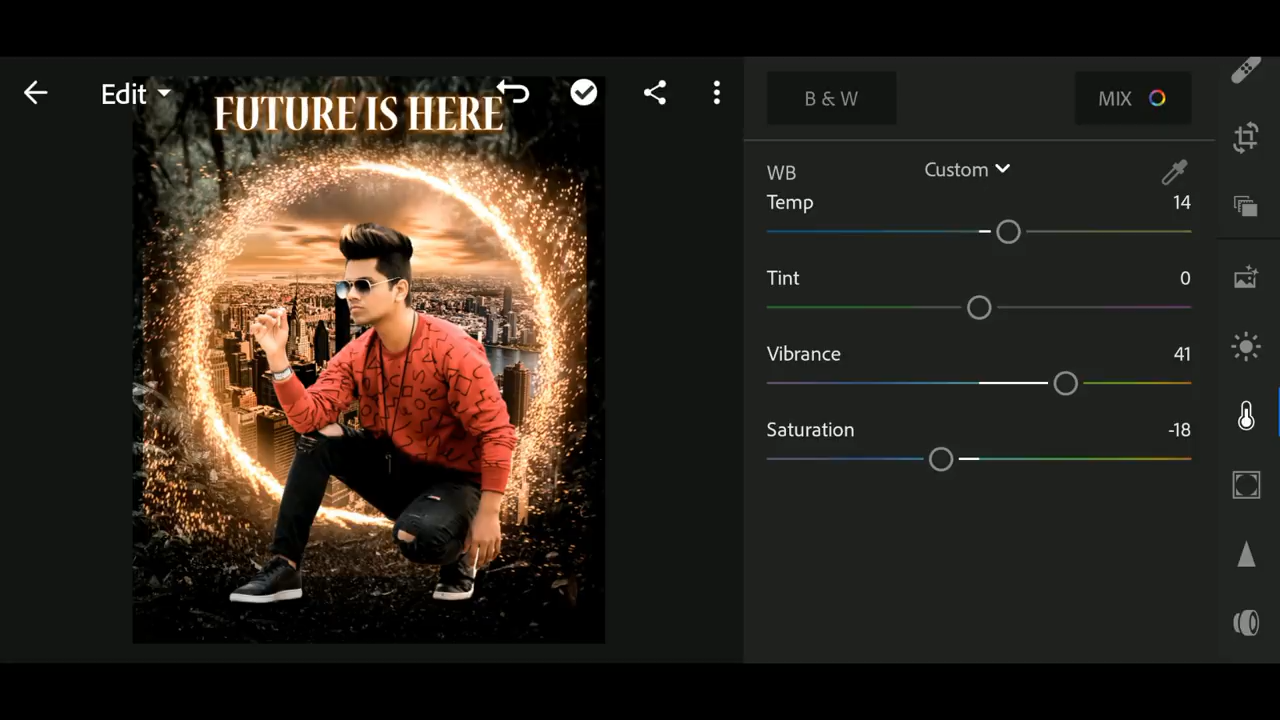 Edit
FUTURE IS HERE
B & W
MIX
WB
Custom
Temp
14
Tint
0
Vibrance
41
Saturation
-18